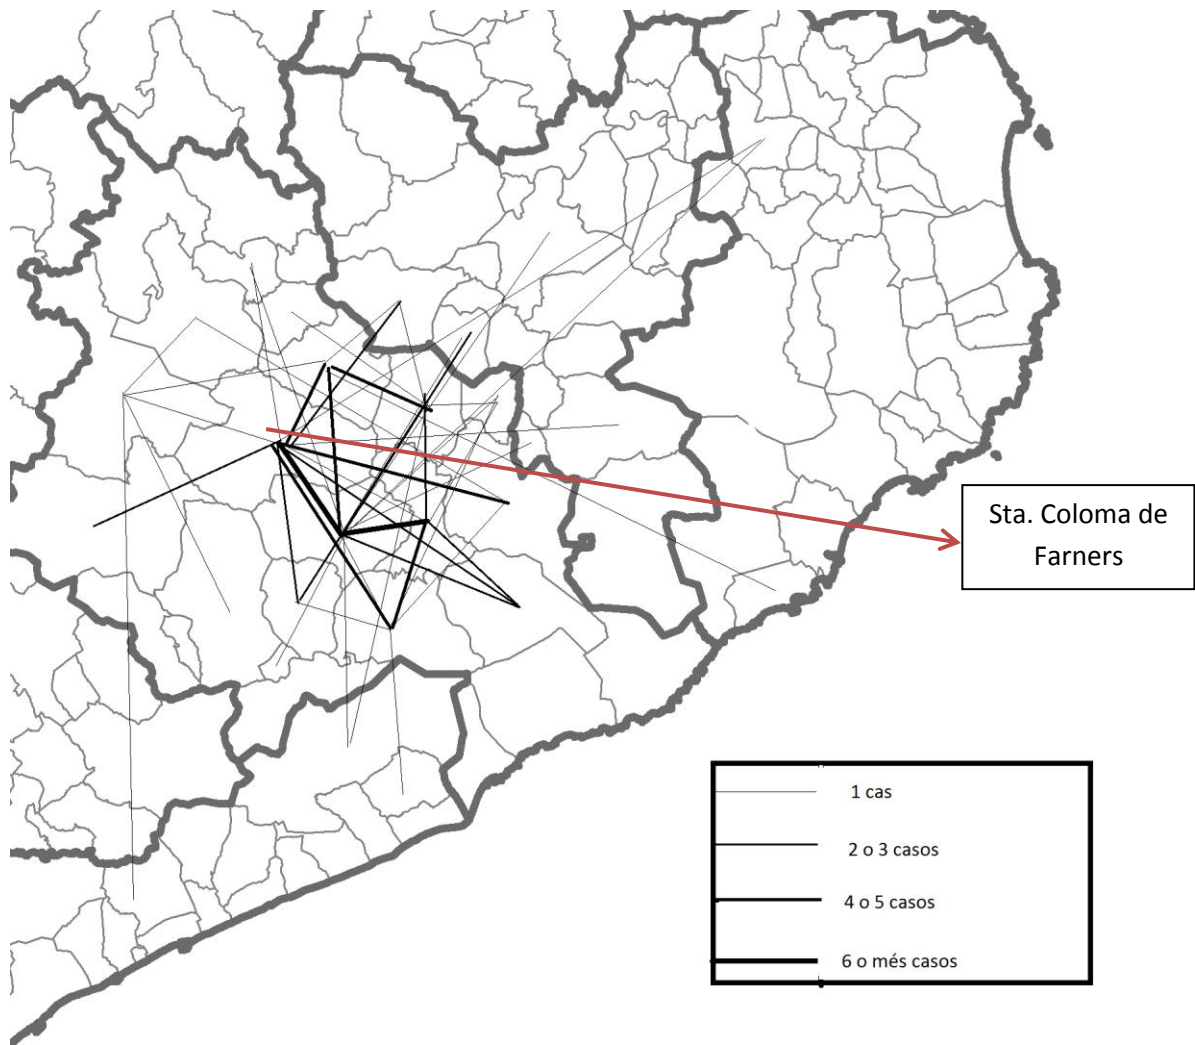 Sta. Coloma de
Farners
1 cas
2 o 3 casos
4 o 5 casos
6 o més casos